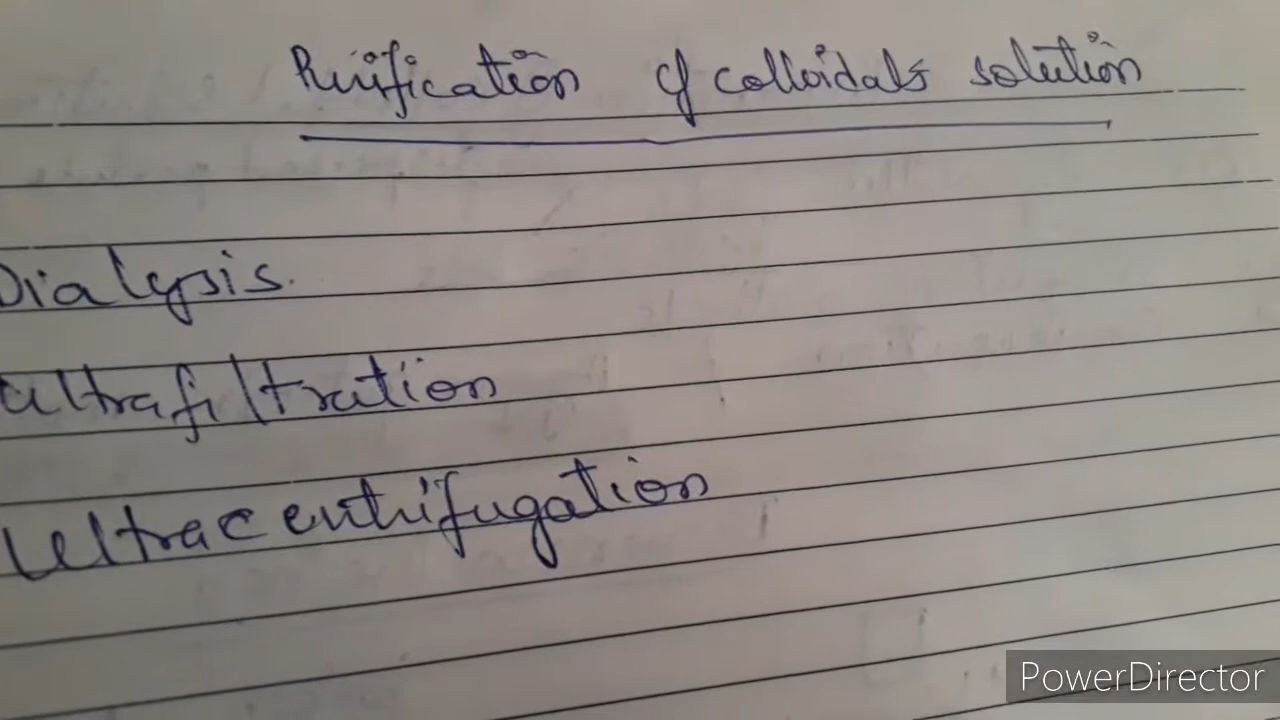 Purification of colloidals solution
Dialysis.
Ultrafiltration
Ultracentrifugation
PowerDirector